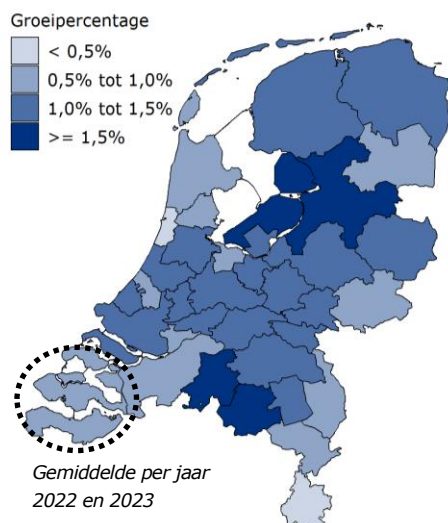 Groeipercentage
< 0,5%
0,5% tot 1,0%
1,0% tot 1,5%
>= 1,5%
Gemiddelde per jaar
2022 en 2023